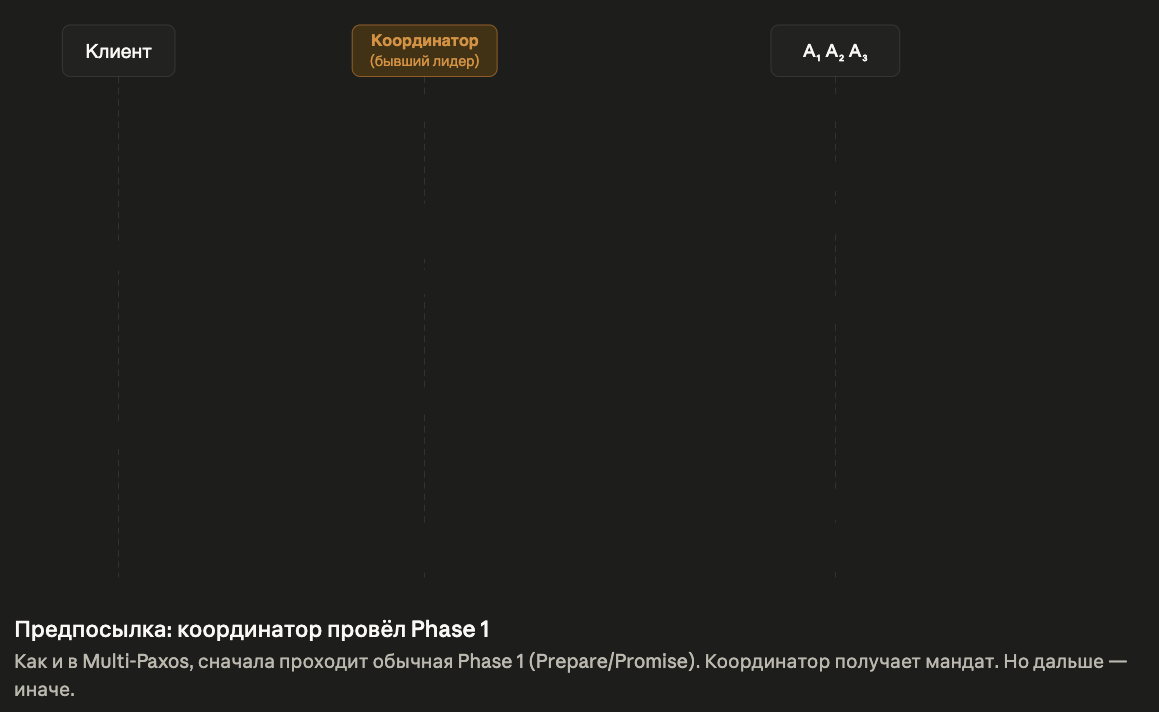 Клиент
Координатор
(бывший лидер)
A₁ A₂ A₃
Предпосылка: координатор провёл Phase 1
Как и в Multi-Paxos, сначала проходит обычная Phase 1 (Prepare/Promise). Координатор получает мандат. Но дальше —
иначе.